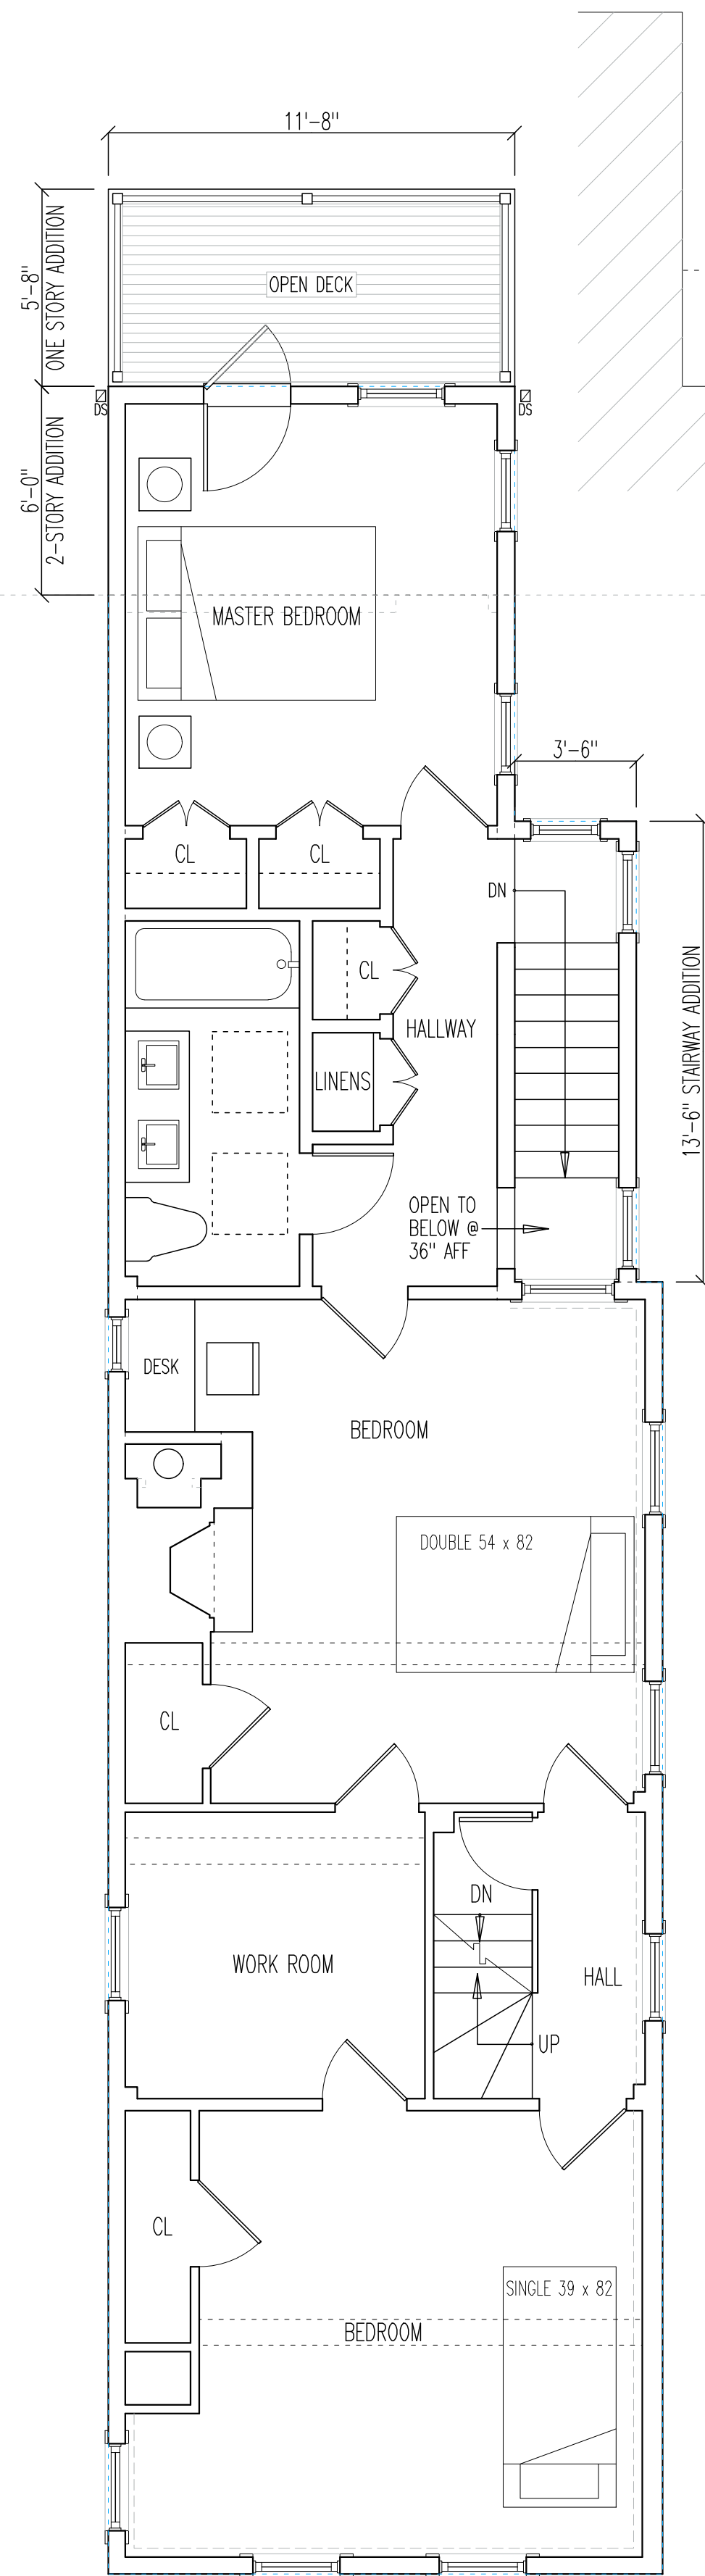 11'-8"
5'-8"
ONE STORY ADDITION
OPEN DECK
DS
DS
6'-0"
2-STORY ADDITION
MASTER BEDROOM
3'-6"
CL
CL
DN
CL
HALLWAY
LINENS
13'-6" STAIRWAY ADDITION
OPEN TO
BELOW @
36" AFF
DESK
BEDROOM
DOUBLE 54 x 82
CL
DN
WORK ROOM
HALL
UP
CL
SINGLE 39 x 82
BEDROOM